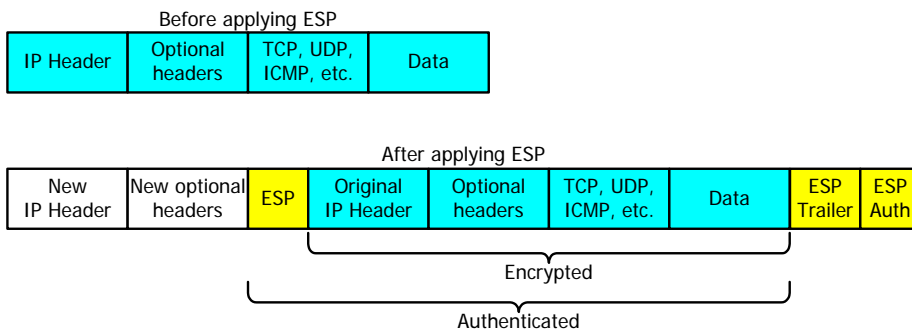 Before applying ESP
IP Header
Optional
headers
TCP, UDP,
ICMP, etc.
Data
After applying ESP
New
IP Header
New optional
headers
ESP
Original
IP Header
Optional
headers
TCP, UDP,
ICMP, etc.
Data
ESP
Trailer
ESP
Auth
Encrypted
Authenticated